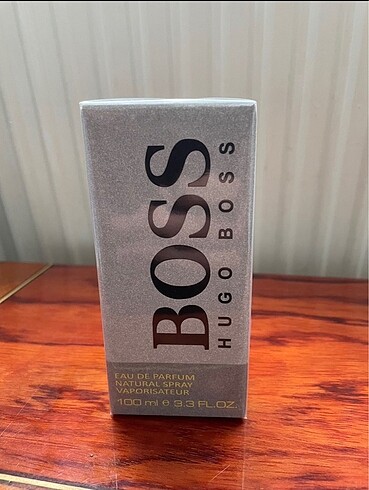 BOSS
HUGO BOSS
EAU DE PARFUM
NATURAL SPRAY
VAPORISATEUR
100 ml e 3.3 FL.OZ.